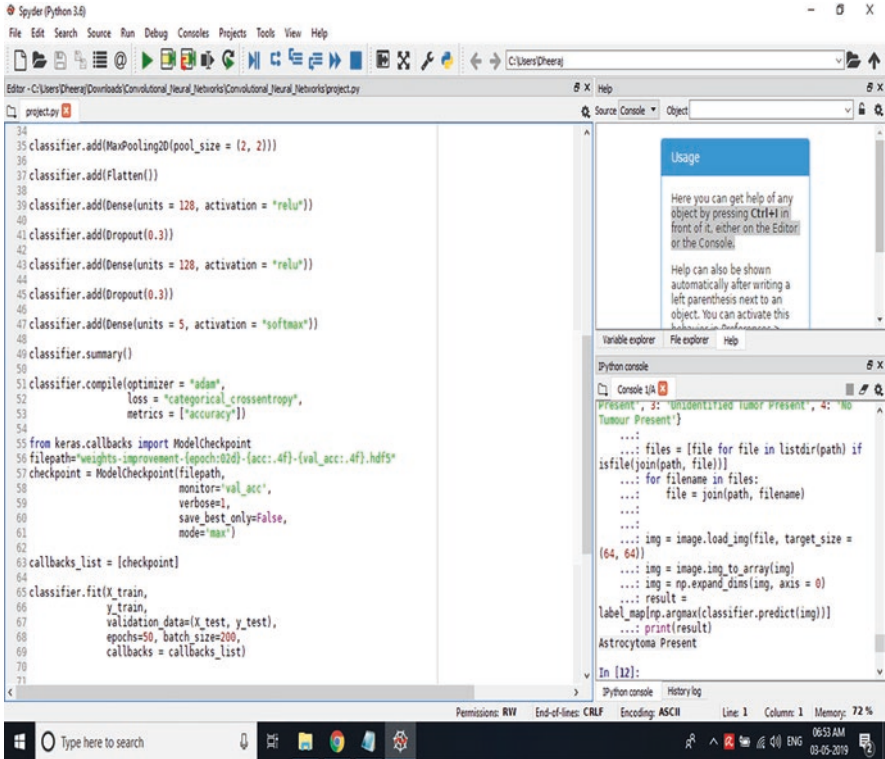 Spyder (Python 3.6)
File Edit Search Source Run Debug Consoles Projects Tools View Help
C:\Users\Dheeraj
Editor - C:\Users\Dheeraj\Downloads\Convolutional_Neural_Networks\Convolutional_Neural_Networks\project.py
project.py
34
35 classifier.add(MaxPooling2D(pool_size = (2, 2)))
36
37 classifier.add(Flatten())
38
39 classifier.add(Dense(units = 128, activation = "relu"))
40
41 classifier.add(Dropout(0.3))
42
43 classifier.add(Dense(units = 128, activation = "relu"))
44
45 classifier.add(Dropout(0.3))
46
47 classifier.add(Dense(units = 5, activation = "softmax"))
48
49 classifier.summary()
50
51 classifier.compile(optimizer = "adam",
52 loss = "categorical_crossentropy",
53 metrics = ["accuracy"])
54
55 from keras.callbacks import ModelCheckpoint
56 filepath="weights-improvement-{epoch:02d}-{acc:.4f}-{val_acc:.4f}.hdf5"
57 checkpoint = ModelCheckpoint(filepath,
58 monitor='val_acc',
59 verbose=1,
60 save_best_only=False,
61 mode='max')
62
63 callbacks_list = [checkpoint]
64
65 classifier.fit(X_train,
66 y_train,
67 validation_data=(X_test, y_test),
68 epochs=50, batch_size=200,
69 callbacks = callbacks_list)
70
71
Help
Source Console Object
Usage
Here you can get help of any
object by pressing Ctrl+I in
front of it, either on the Editor
or the Console.
Help can also be shown
automatically after writing a
left parenthesis next to an
object. You can activate this
behavior in Preferences >
Variable explorer File explorer Help
IPython console
Console 1/A
Present', 3: 'Unidentified Tumor Present', 4: 'No
Tumour Present'}
...:
...: files = [file for file in listdir(path) if
isfile(join(path, file))]
...: for filename in files:
...: file = join(path, filename)
...:
...:
...: img = image.load_img(file, target_size =
(64, 64))
...: img = image.img_to_array(img)
...: img = np.expand_dims(img, axis = 0)
...: result =
label_map[np.argmax(classifier.predict(img))]
...: print(result)
Astrocytoma Present
In [12]:
IPython console History log
Permissions: RW End-of-lines: CRLF Encoding: ASCII Line: 1 Column: 1 Memory: 72 %
Type here to search
ENG
06:53 AM
03-05-2019
2